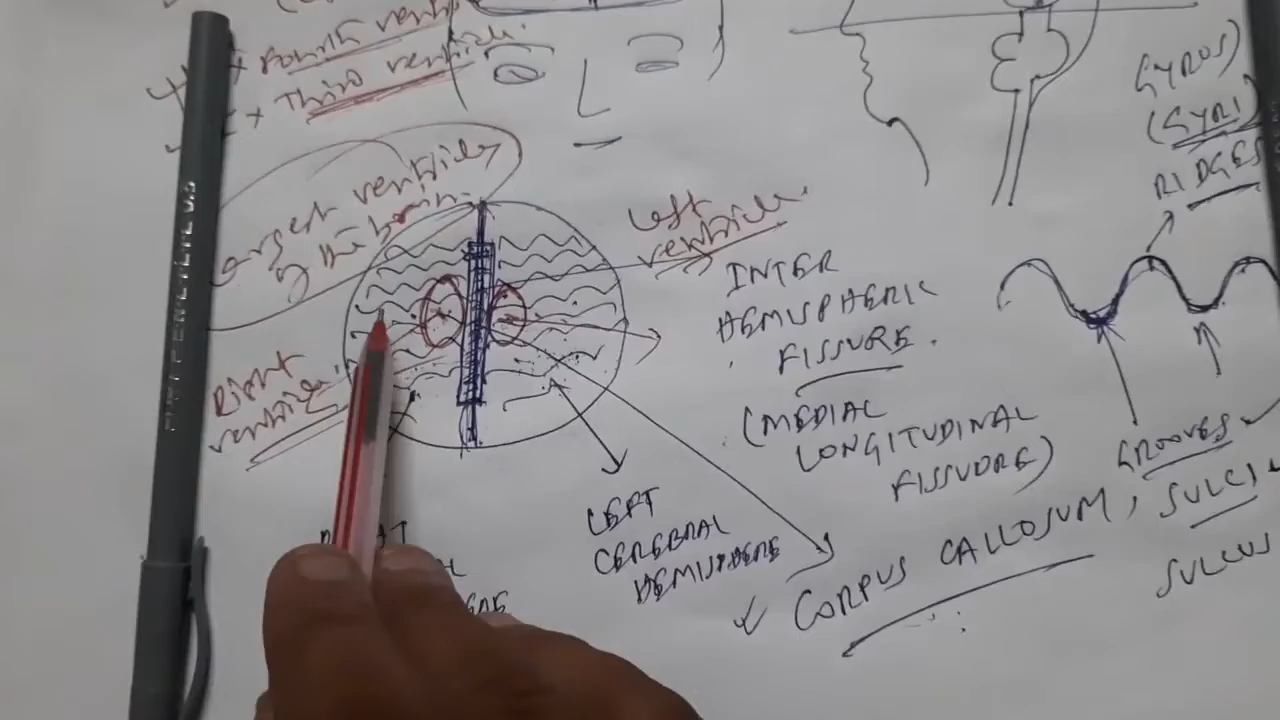 Fourth
Third ventricle.
Largest ventricle
of the brain.
Left
ventricle.
Right
ventricle.
INTER
HEMISPHERIC
FISSURE.
(MEDIAL
LONGITUDINAL
FISSURE)
LEFT
CEREBRAL
HEMISPHERE
CORPUS CALLOSUM,
GYRUS)
(GYRI)
RIDGES
GROOVES
SULCI
SULCUS